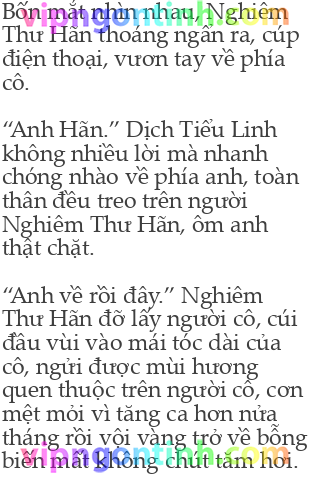 Bốn mắt nhìn nhau, Nghiêm
vipngontinh.com
Thư Hãn thoáng ngẩn ra, cúp
điện thoại, vươn tay về phía
cô.
“Anh Hãn.” Dịch Tiểu Linh
không nhiều lời mà nhanh
chóng nhào về phía anh, toàn
thân đều treo trên người
Nghiêm Thư Hãn, ôm anh
thật chặt.
“Anh về rồi đây.” Nghiêm
Thư Hãn đỡ lấy người cô, cúi
đầu vùi vào mái tóc dài của
cô, ngửi được mùi hương
quen thuộc trên người cô, cơn
mệt mỏi vì tăng ca hơn nửa
tháng rồi vội vàng trở về bỗng
biến mất không chút tăm hơi.
vipngontinh.com